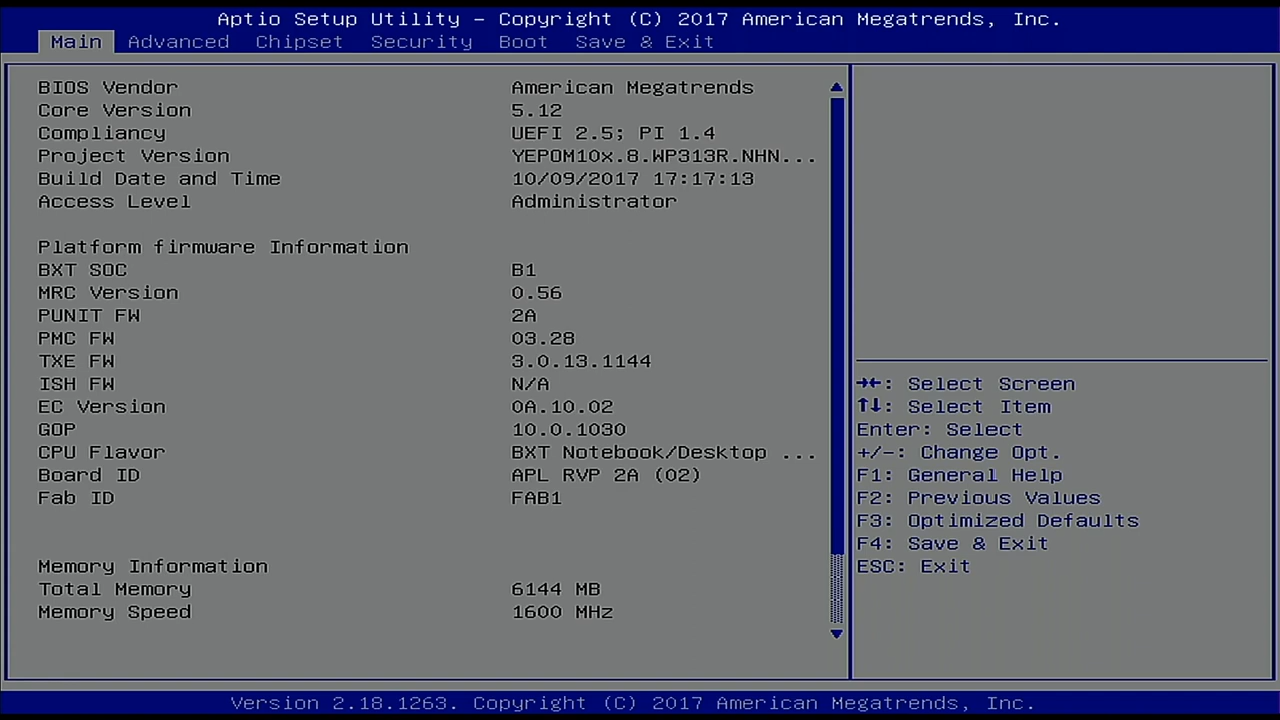 Aptio Setup Utility – Copyright (C) 2017 American Megatrends, Inc.
Main Advanced Chipset Security Boot Save & Exit
BIOS Vendor American Megatrends
Core Version 5.12
Compliancy UEFI 2.5; PI 1.4
Project Version YEPOM10x.8.WP313R.NHN...
Build Date and Time 10/09/2017 17:17:13
Access Level Administrator
Platform firmware Information
BXT SOC B1
MRC Version 0.56
PUNIT FW 2A
PMC FW 03.28
TXE FW 3.0.13.1144
ISH FW N/A
EC Version 0A.10.02
GOP 10.0.1030
CPU Flavor BXT Notebook/Desktop ...
Board ID APL RVP 2A (02)
Fab ID FAB1
Memory Information
Total Memory 6144 MB
Memory Speed 1600 MHz
→←: Select Screen
↑↓: Select Item
Enter: Select
+/-: Change Opt.
F1: General Help
F2: Previous Values
F3: Optimized Defaults
F4: Save & Exit
ESC: Exit
Version 2.18.1263. Copyright (C) 2017 American Megatrends, Inc.